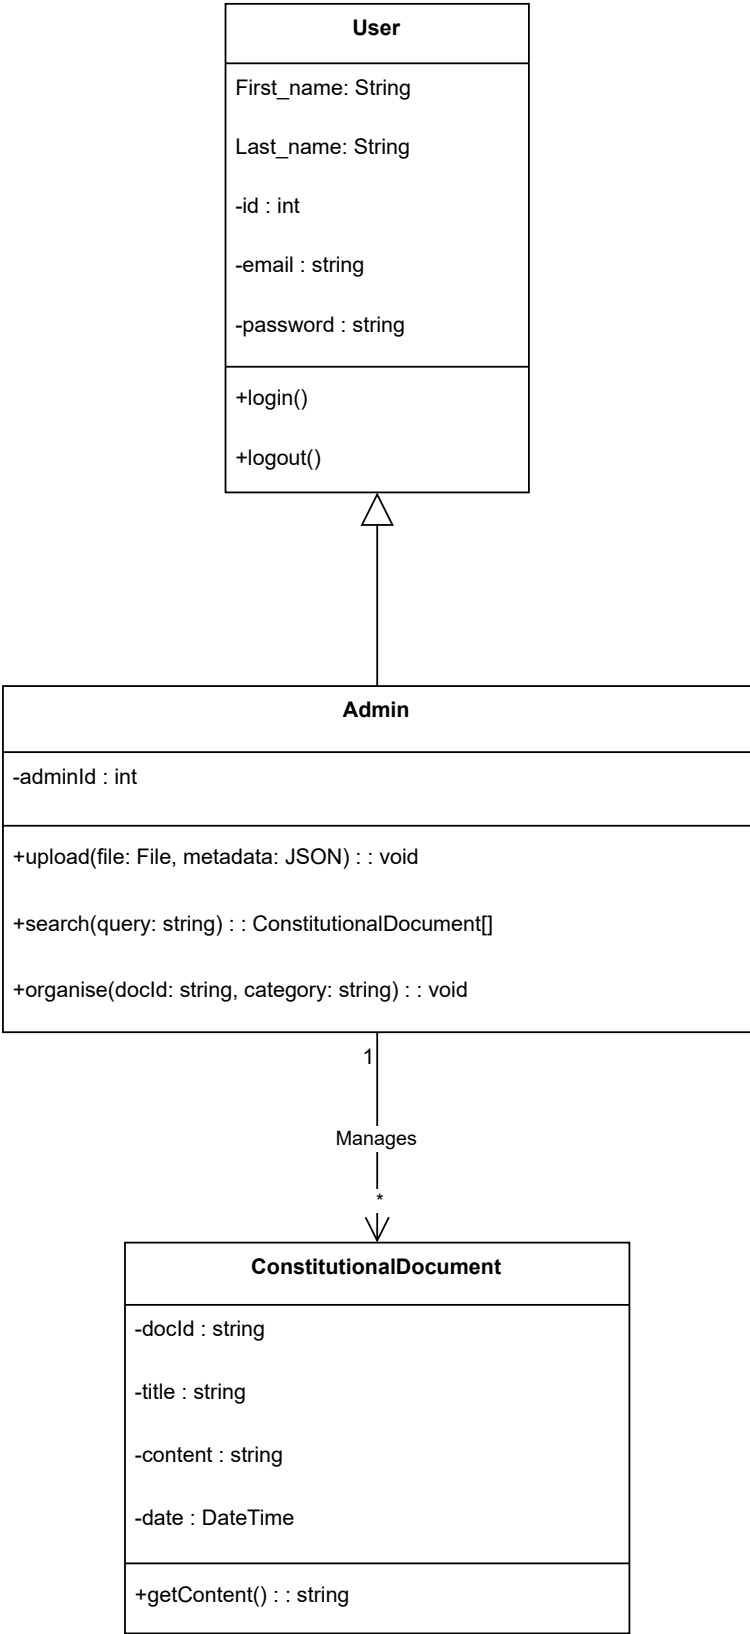 User
First_name: String
Last_name: String
-id : int
-email : string
-password : string
+login()
+logout()
Admin
-adminId : int
+upload(file: File, metadata: JSON) : : void
+search(query: string) : : ConstitutionalDocument[]
+organise(docId: string, category: string) : : void
1
Manages
*
ConstitutionalDocument
-docId : string
-title : string
-content : string
-date : DateTime
+getContent() : : string